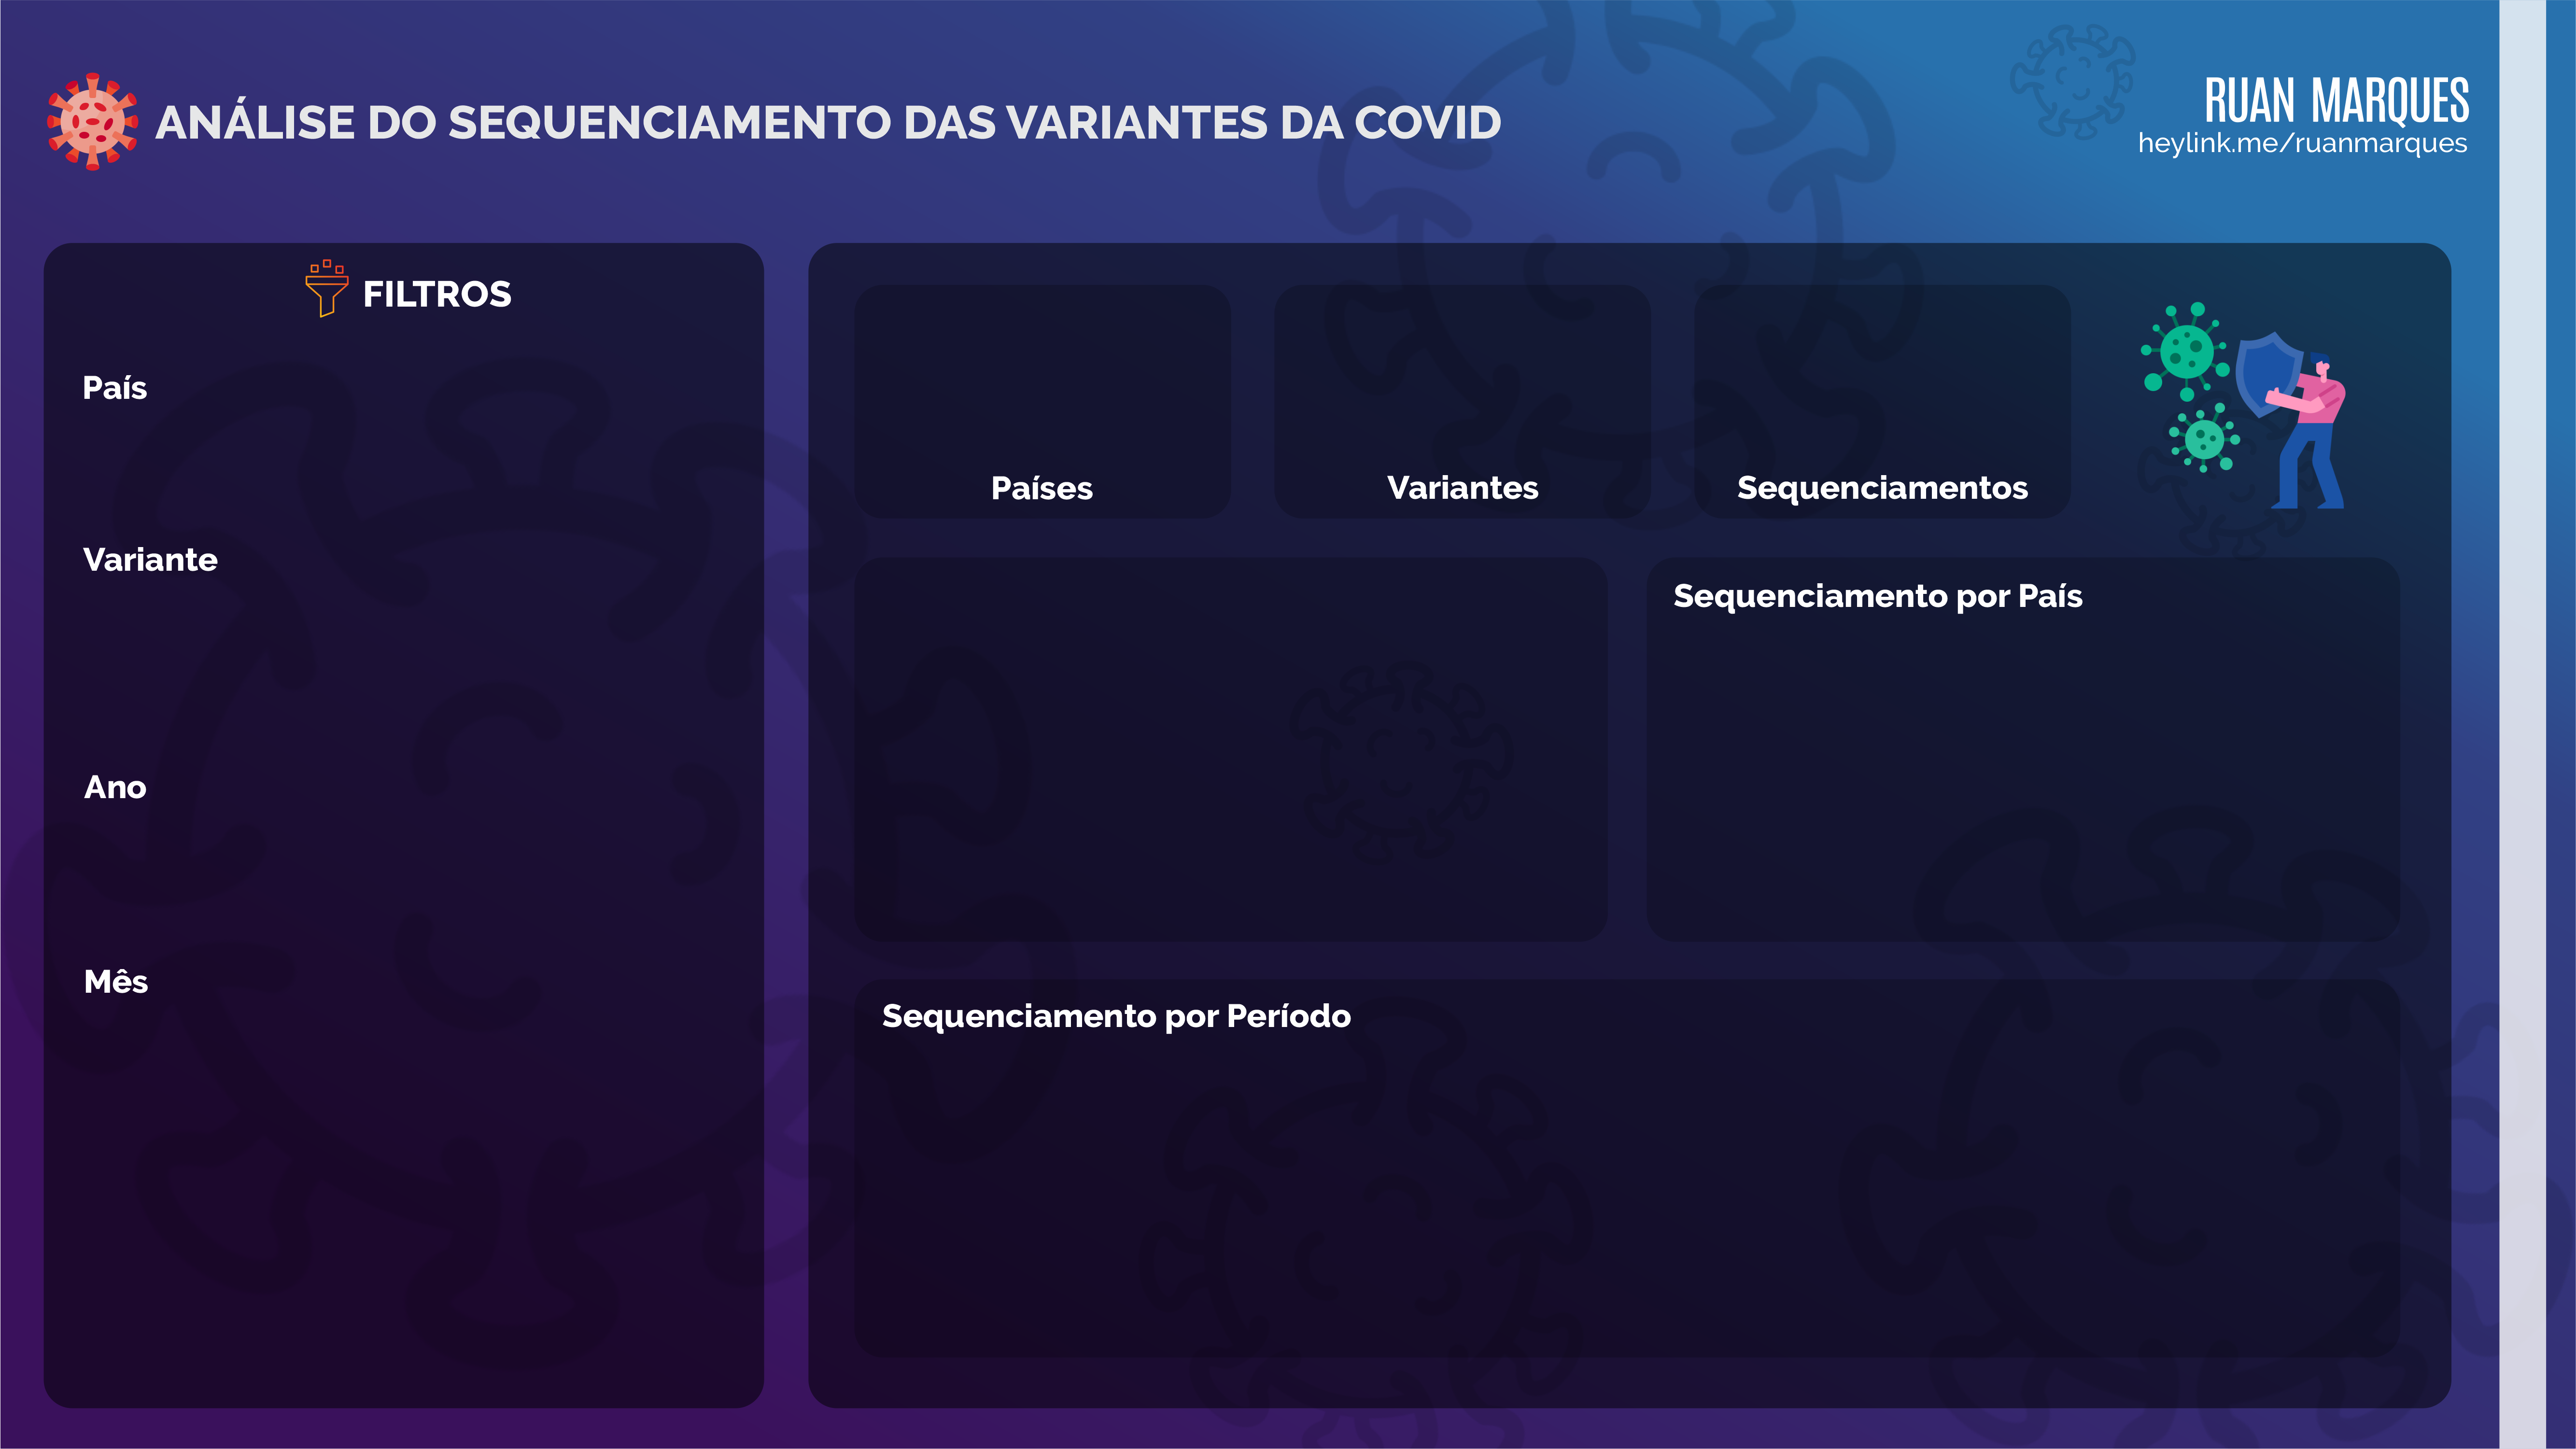 ANÁLISE DO SEQUENCIAMENTO DAS VARIANTES DA COVID
RUAN MARQUES
heylink.me/ruanmarques
FILTROS
País
Variante
Ano
Mês
Países
Variantes
Sequenciamentos
Sequenciamento por País
Sequenciamento por Período